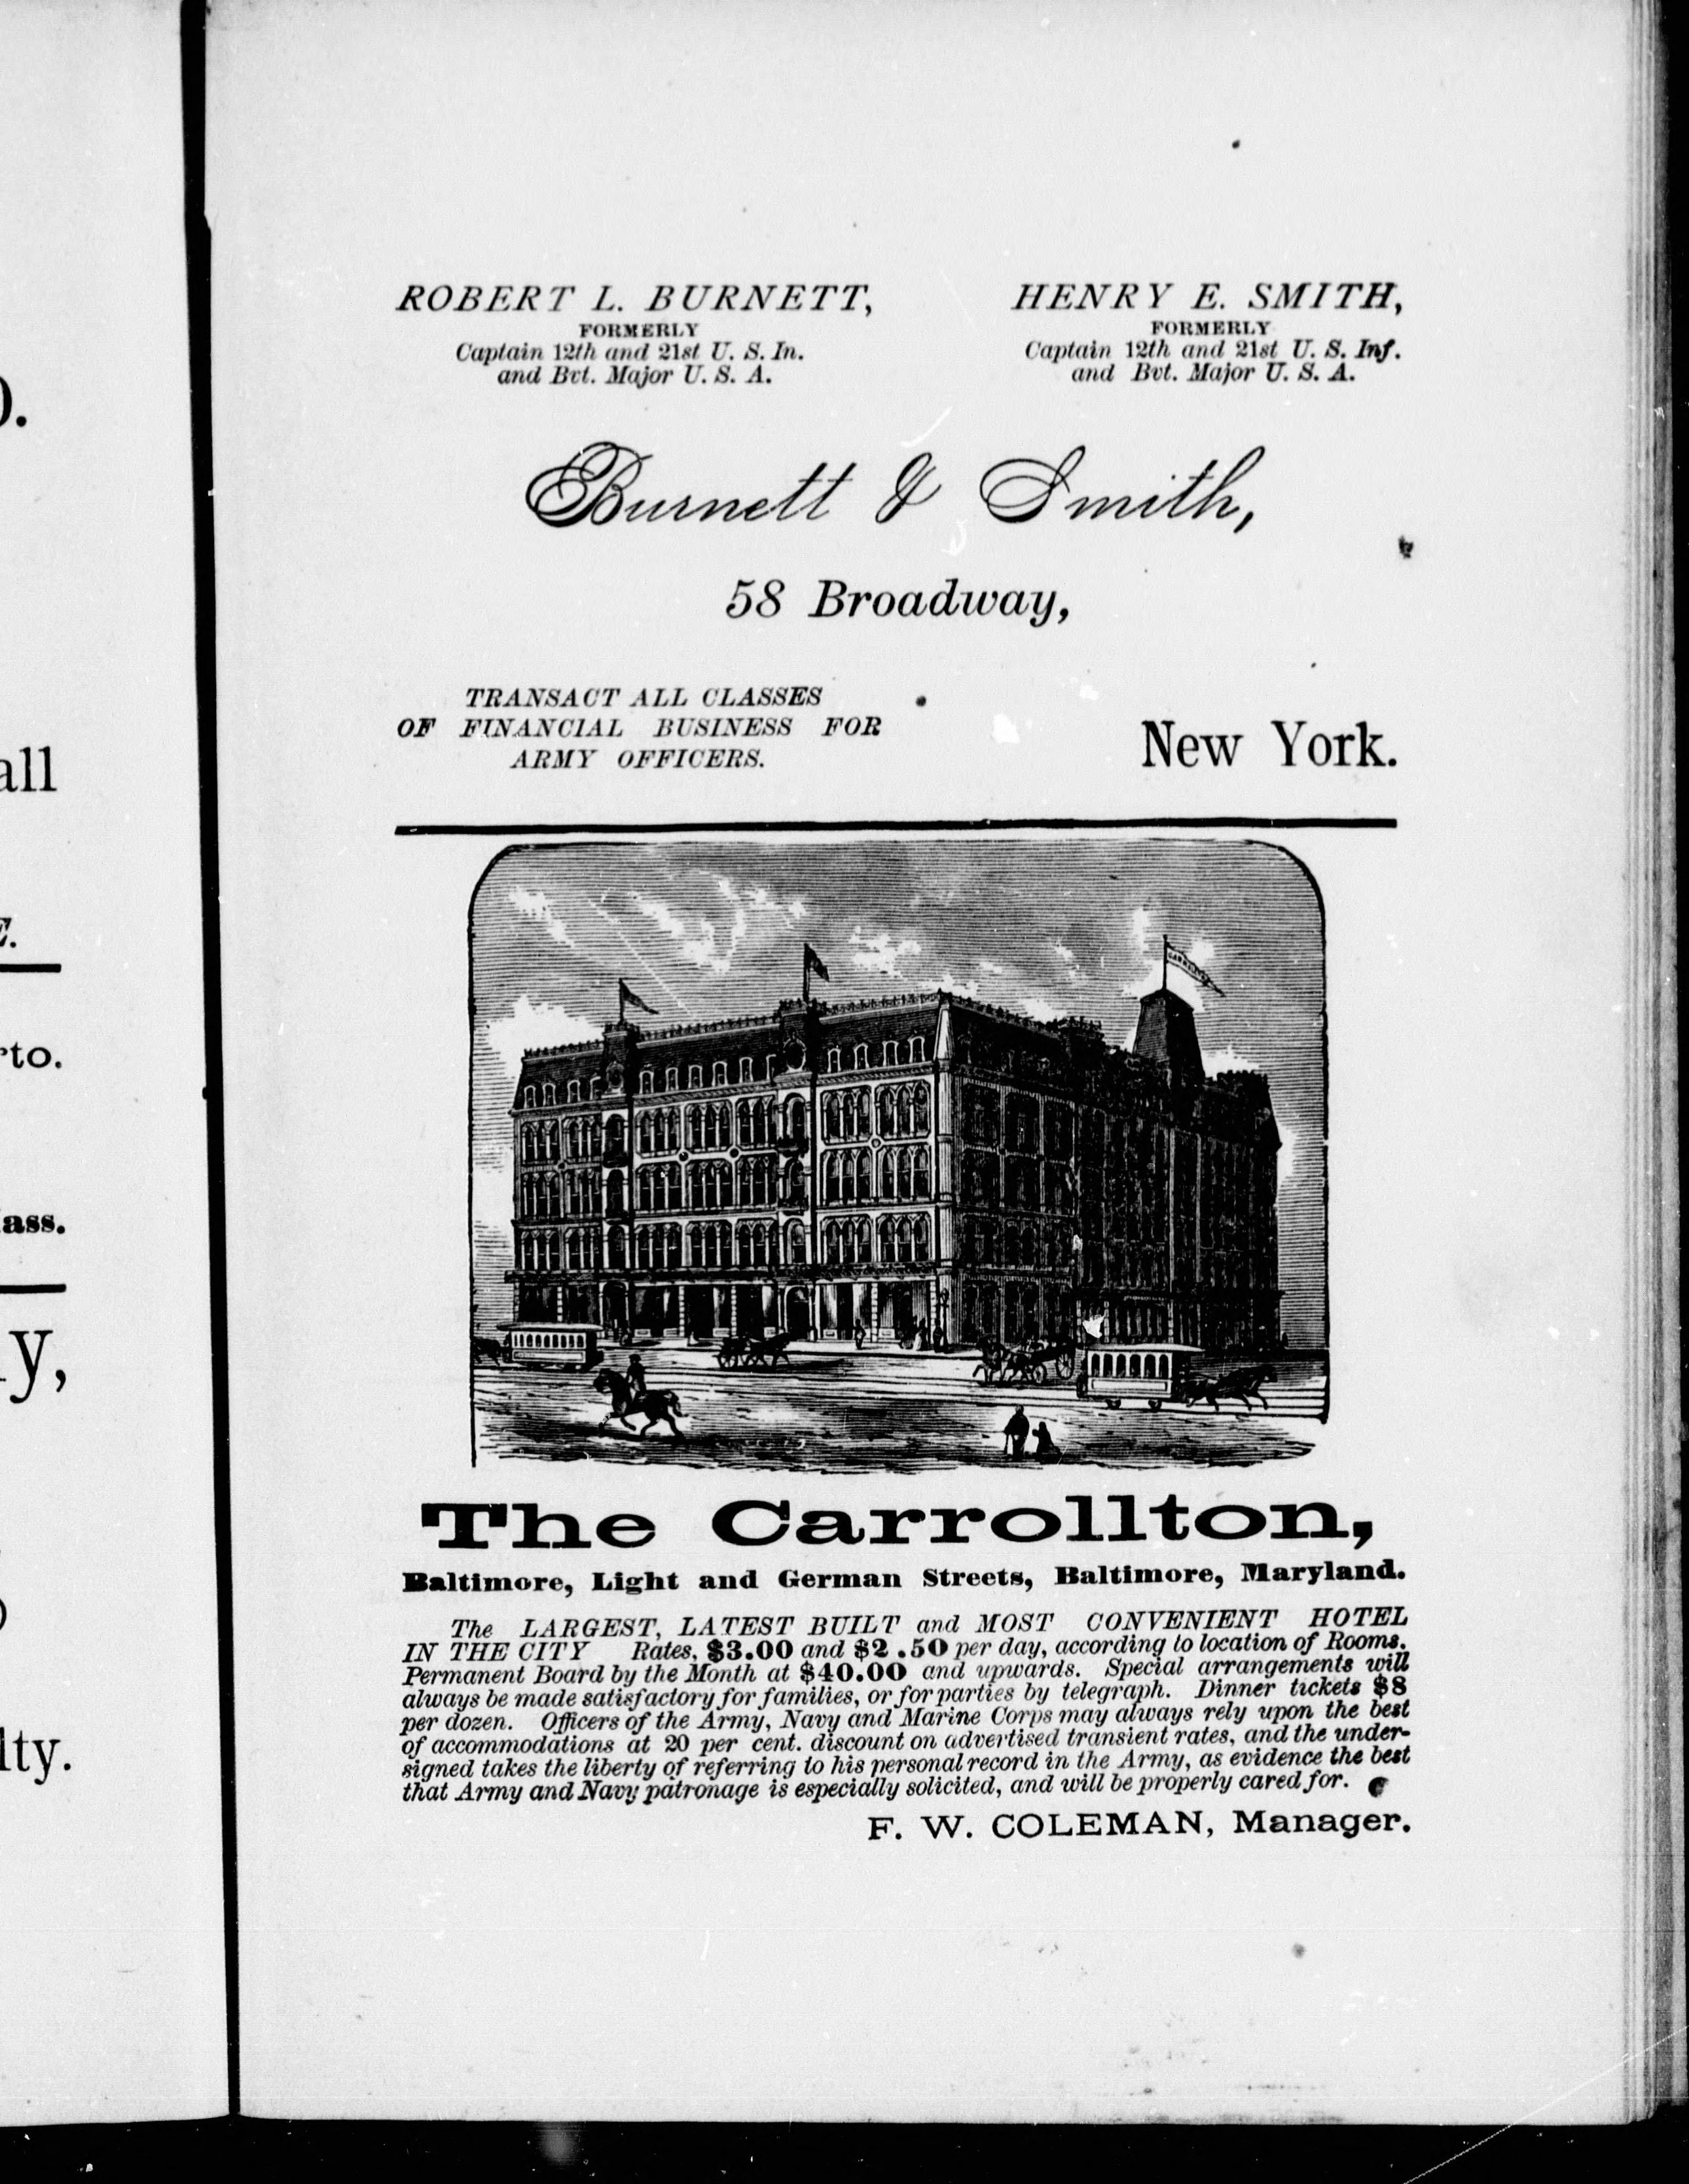 ROBERT L. BURNETT,
FORMERLY
Captain 12th and 21st U. S. In.
and Bvt. Major U. S. A.
HENRY E. SMITH,
FORMERLY
Captain 12th and 21st U. S. Inf.
and Bvt. Major U. S. A.
Burnett & Smith,
58 Broadway,
TRANSACT ALL CLASSES
OF FINANCIAL BUSINESS FOR
ARMY OFFICERS.
New York.
The Carrollton,
Baltimore, Light and German Streets, Baltimore, Maryland.
The LARGEST, LATEST BUILT and MOST CONVENIENT HOTEL
IN THE CITY Rates, $3.00 and $2.50 per day, according to location of Rooms.
Permanent Board by the Month at $40.00 and upwards. Special arrangements will
always be made satisfactory for families, or for parties by telegraph. Dinner tickets $8
per dozen. Officers of the Army, Navy and Marine Corps may always rely upon the best
of accommodations at 20 per cent. discount on advertised transient rates, and the under-
signed takes the liberty of referring to his personal record in the Army, as evidence the best
that Army and Navy patronage is especially solicited, and will be properly cared for.
F. W. COLEMAN, Manager.